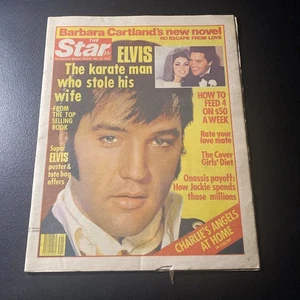 Barbara Cartland's new novel
NO ESCAPE FROM LOVE
THE
Star
ELVIS
The karate man
who stole his
wife
FROM
THE TOP
SELLING
BOOK
HOW TO
FEED 4
ON $50
A WEEK
Rate your
love mate
The Cover
Girls' Diet
Super
ELVIS
poster &
tote bag
offers
Onassis payoff:
How Jackie spends
those millions
CHARLIE'S ANGELS
AT HOME